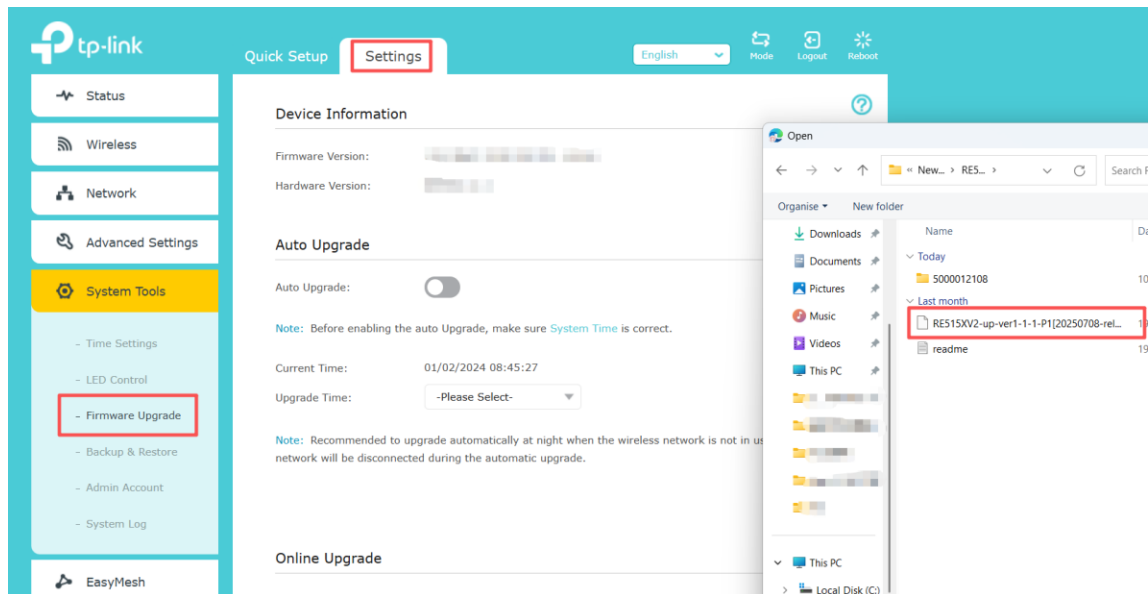 tp-link
Quick Setup
Settings
English
Mode
Logout
Reboot
Status
Wireless
Network
Advanced Settings
System Tools
- Time Settings
- LED Control
- Firmware Upgrade
- Backup & Restore
- Admin Account
- System Log
EasyMesh
Device Information
Firmware Version:
Hardware Version:
Auto Upgrade
Auto Upgrade:
Note: Before enabling the auto Upgrade, make sure System Time is correct.
Current Time: 01/02/2024 08:45:27
Upgrade Time: -Please Select-
Note: Recommended to upgrade automatically at night when the wireless network is not in us
network will be disconnected during the automatic upgrade.
Online Upgrade
Open
« New... › RE5... ›
Search
Organise
New folder
Downloads
Documents
Pictures
Music
Videos
This PC
This PC
Local Disk (C:)
Name
Da
Today
5000012108
10
Last month
RE515XV2-up-ver1-1-1-P1[20250708-rel...
readme
19